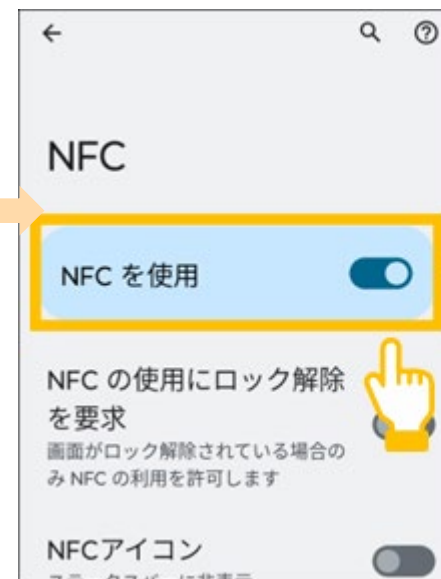 NFC
NFC を使用
NFC の使用にロック解除
を要求
画面がロック解除されている場合の
み NFC の利用を許可します
NFCアイコン